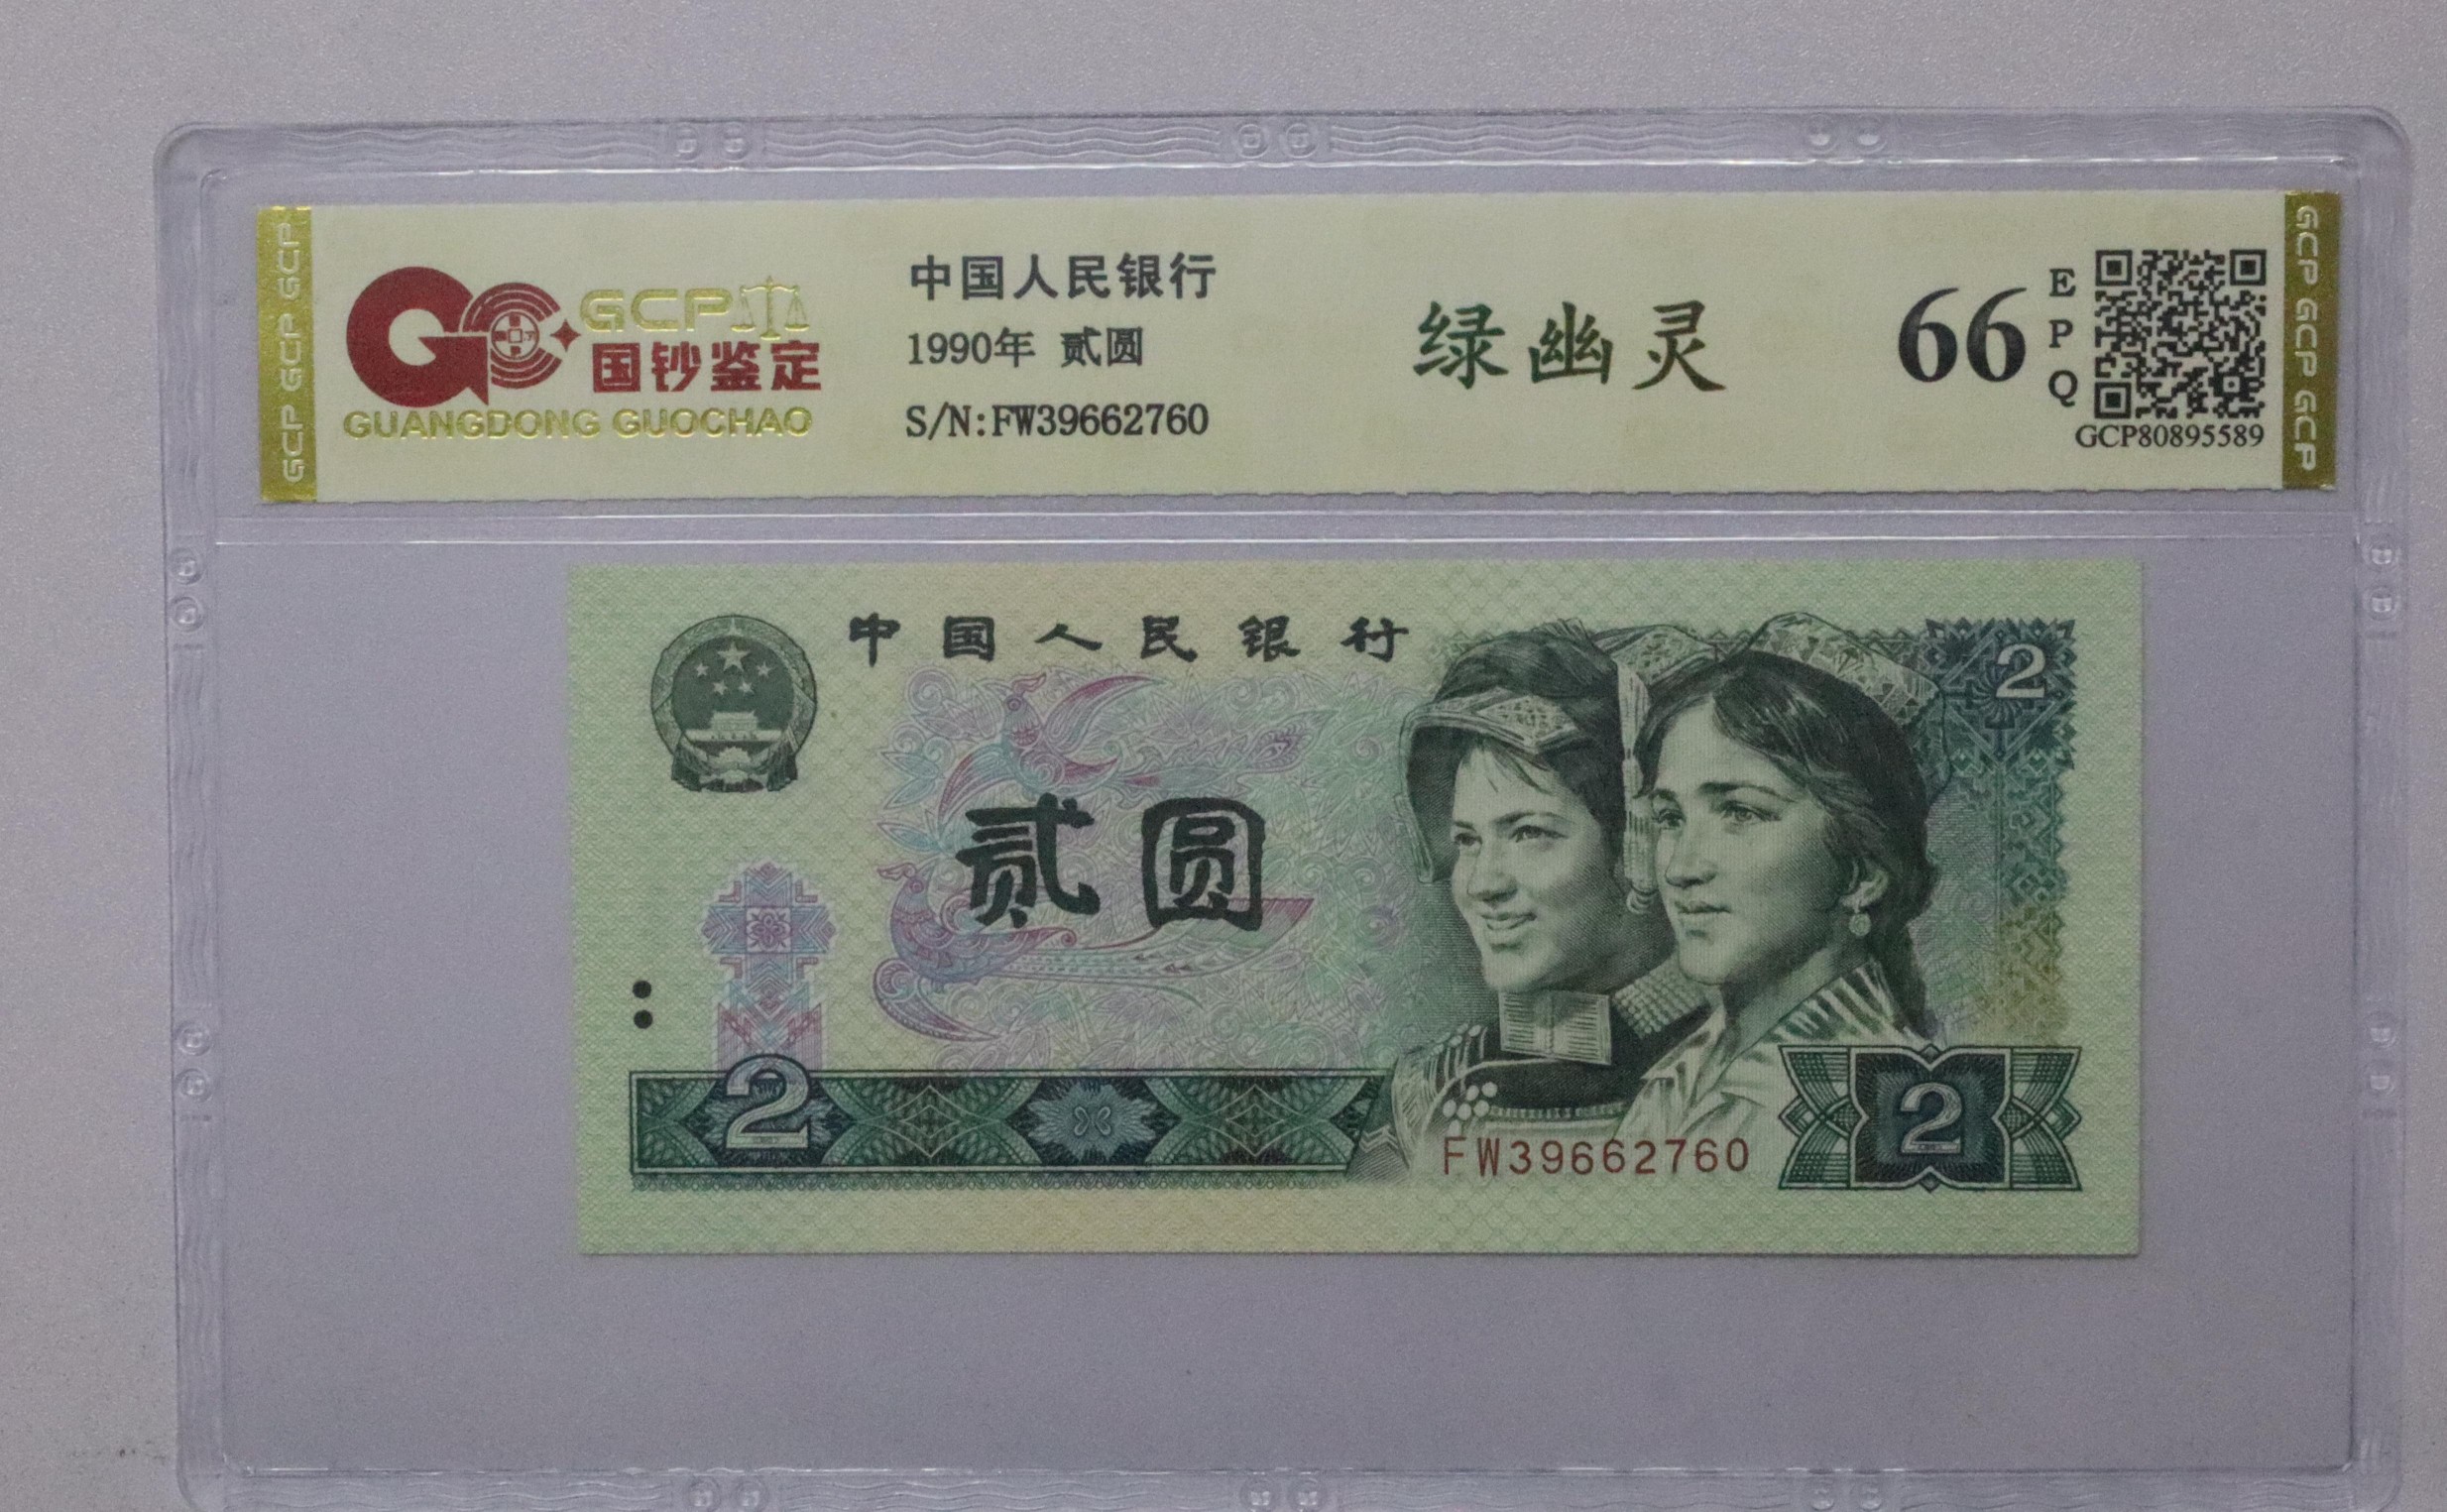 GCP GCP GCP
GCP
国钞鉴定
GUANGDONG GUOCHAO
中国人民银行
1990年 贰圆
S/N:FW39662760
绿幽灵
66
EPQ
GCP80895589
GCP GCP GCP
中国人民银行
2
贰圆
2
FW39662760
2